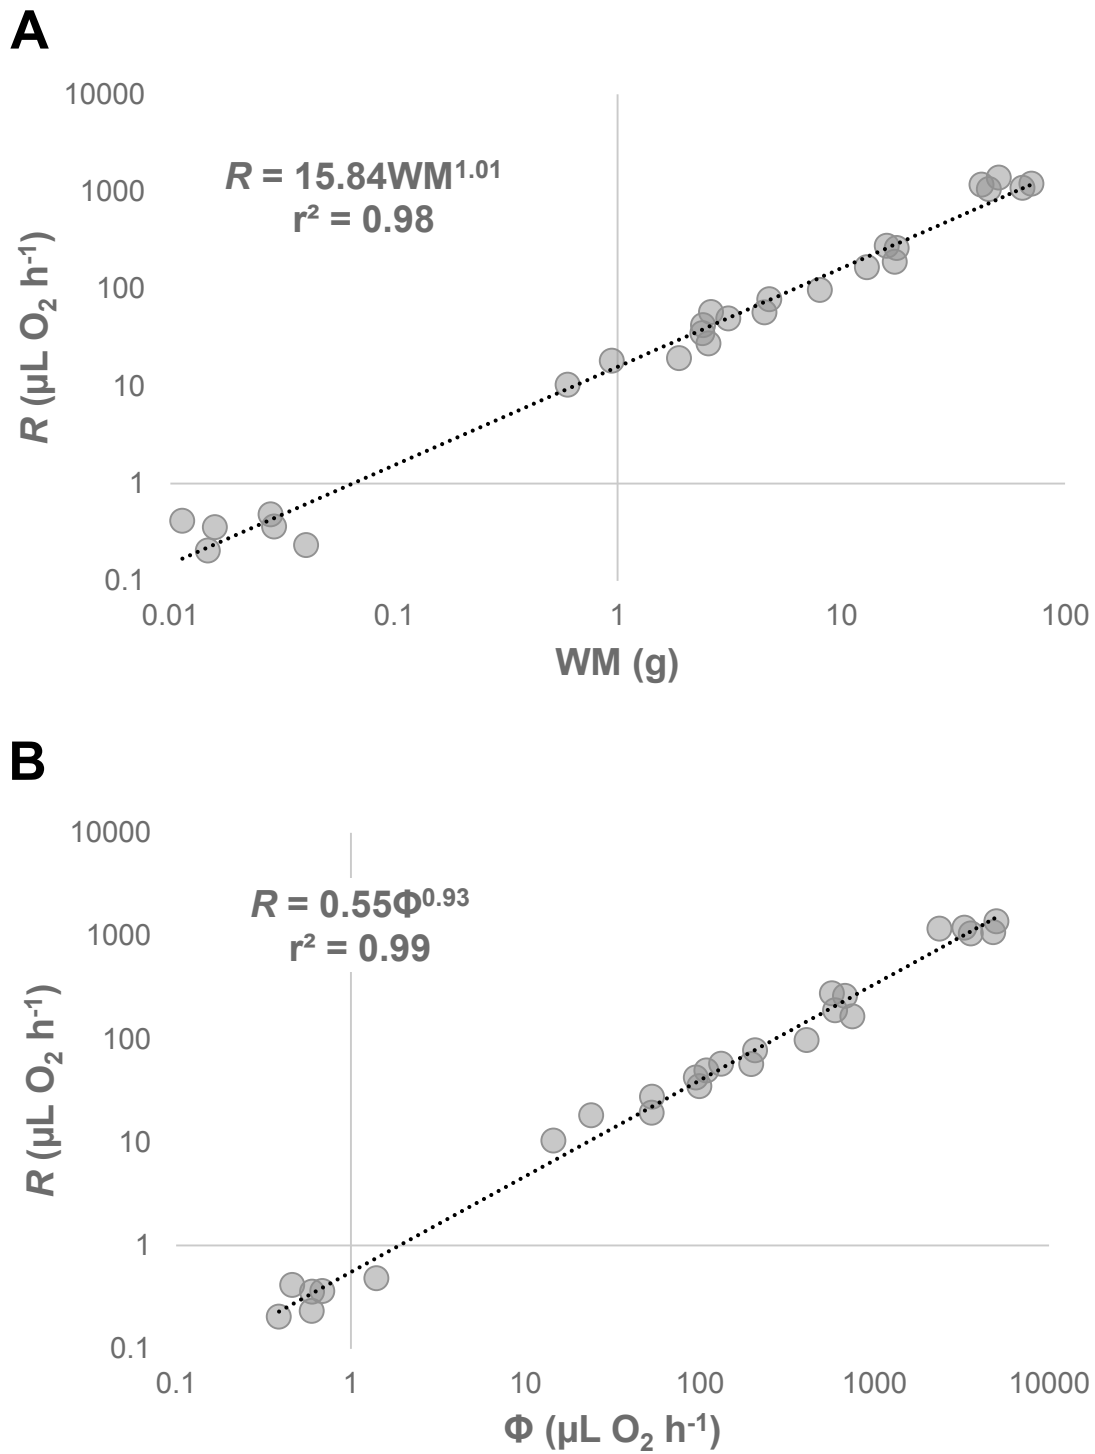 A
10000
1000
100
10
1
0.1
R (µL O₂ h⁻¹)
R = 15.84WM¹·⁰¹
r² = 0.98
0.01 0.1 1 10 100
WM (g)
B
10000
1000
100
10
1
0.1
R (µL O₂ h⁻¹)
R = 0.55Φ⁰·⁹³
r² = 0.99
0.1 1 10 100 1000 10000
Φ (µL O₂ h⁻¹)